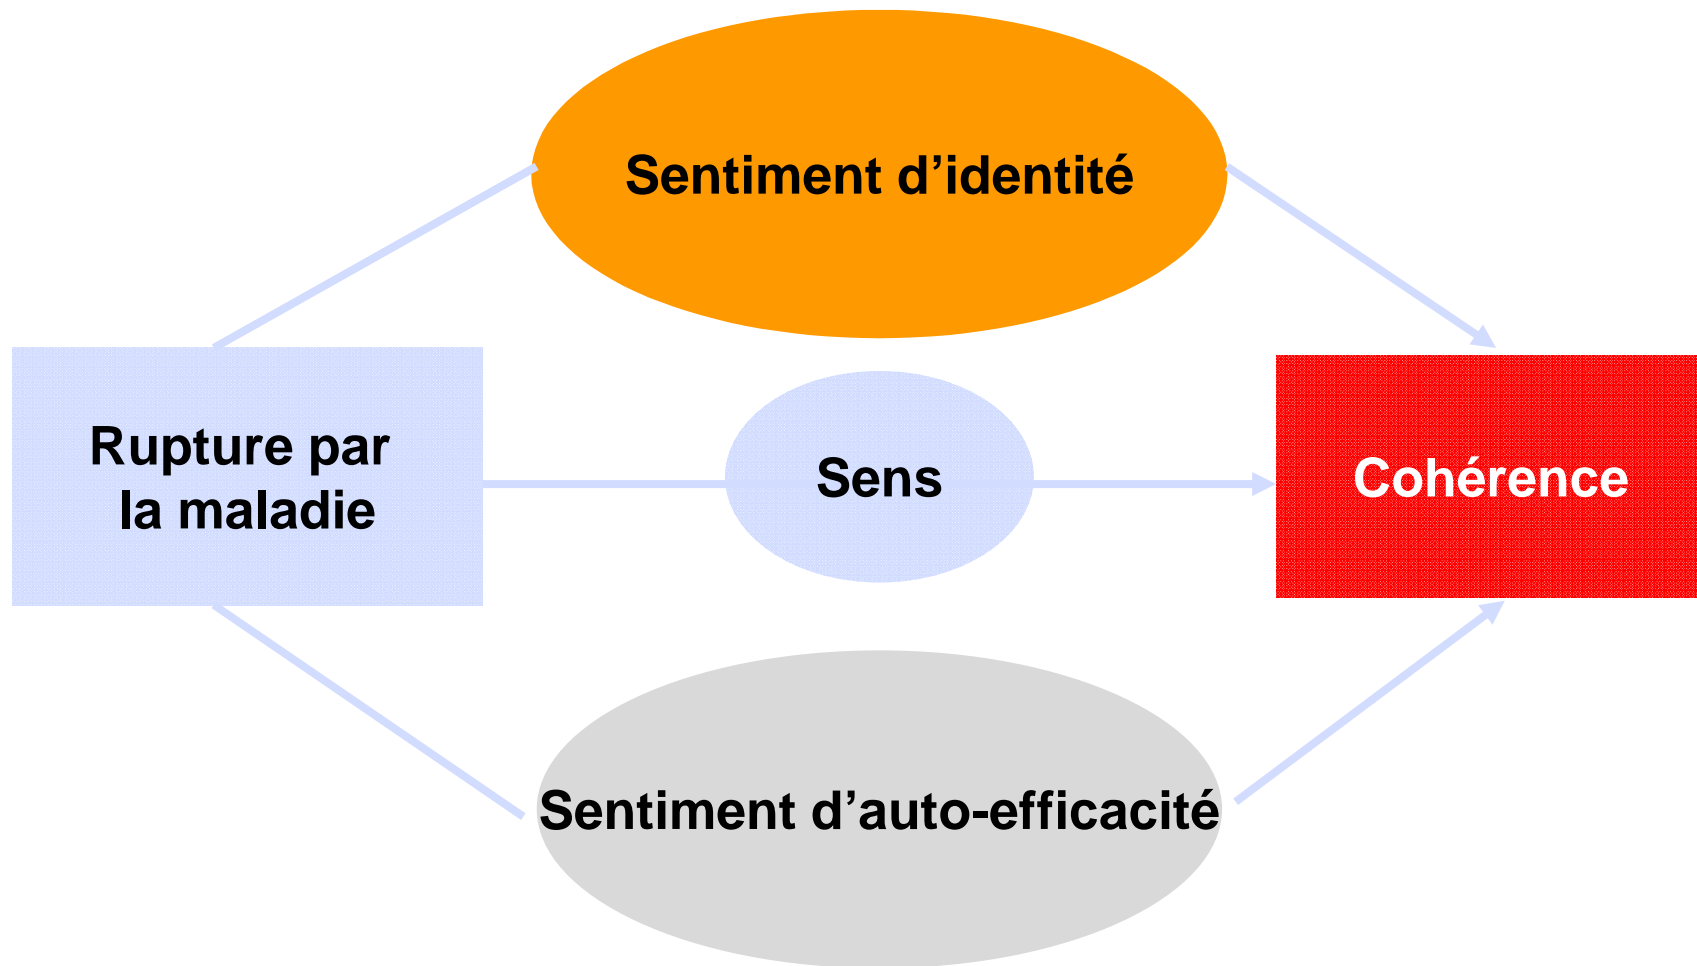 Sentiment d’identité
Rupture par
la maladie
Sens
Cohérence
Sentiment d’auto-efficacité